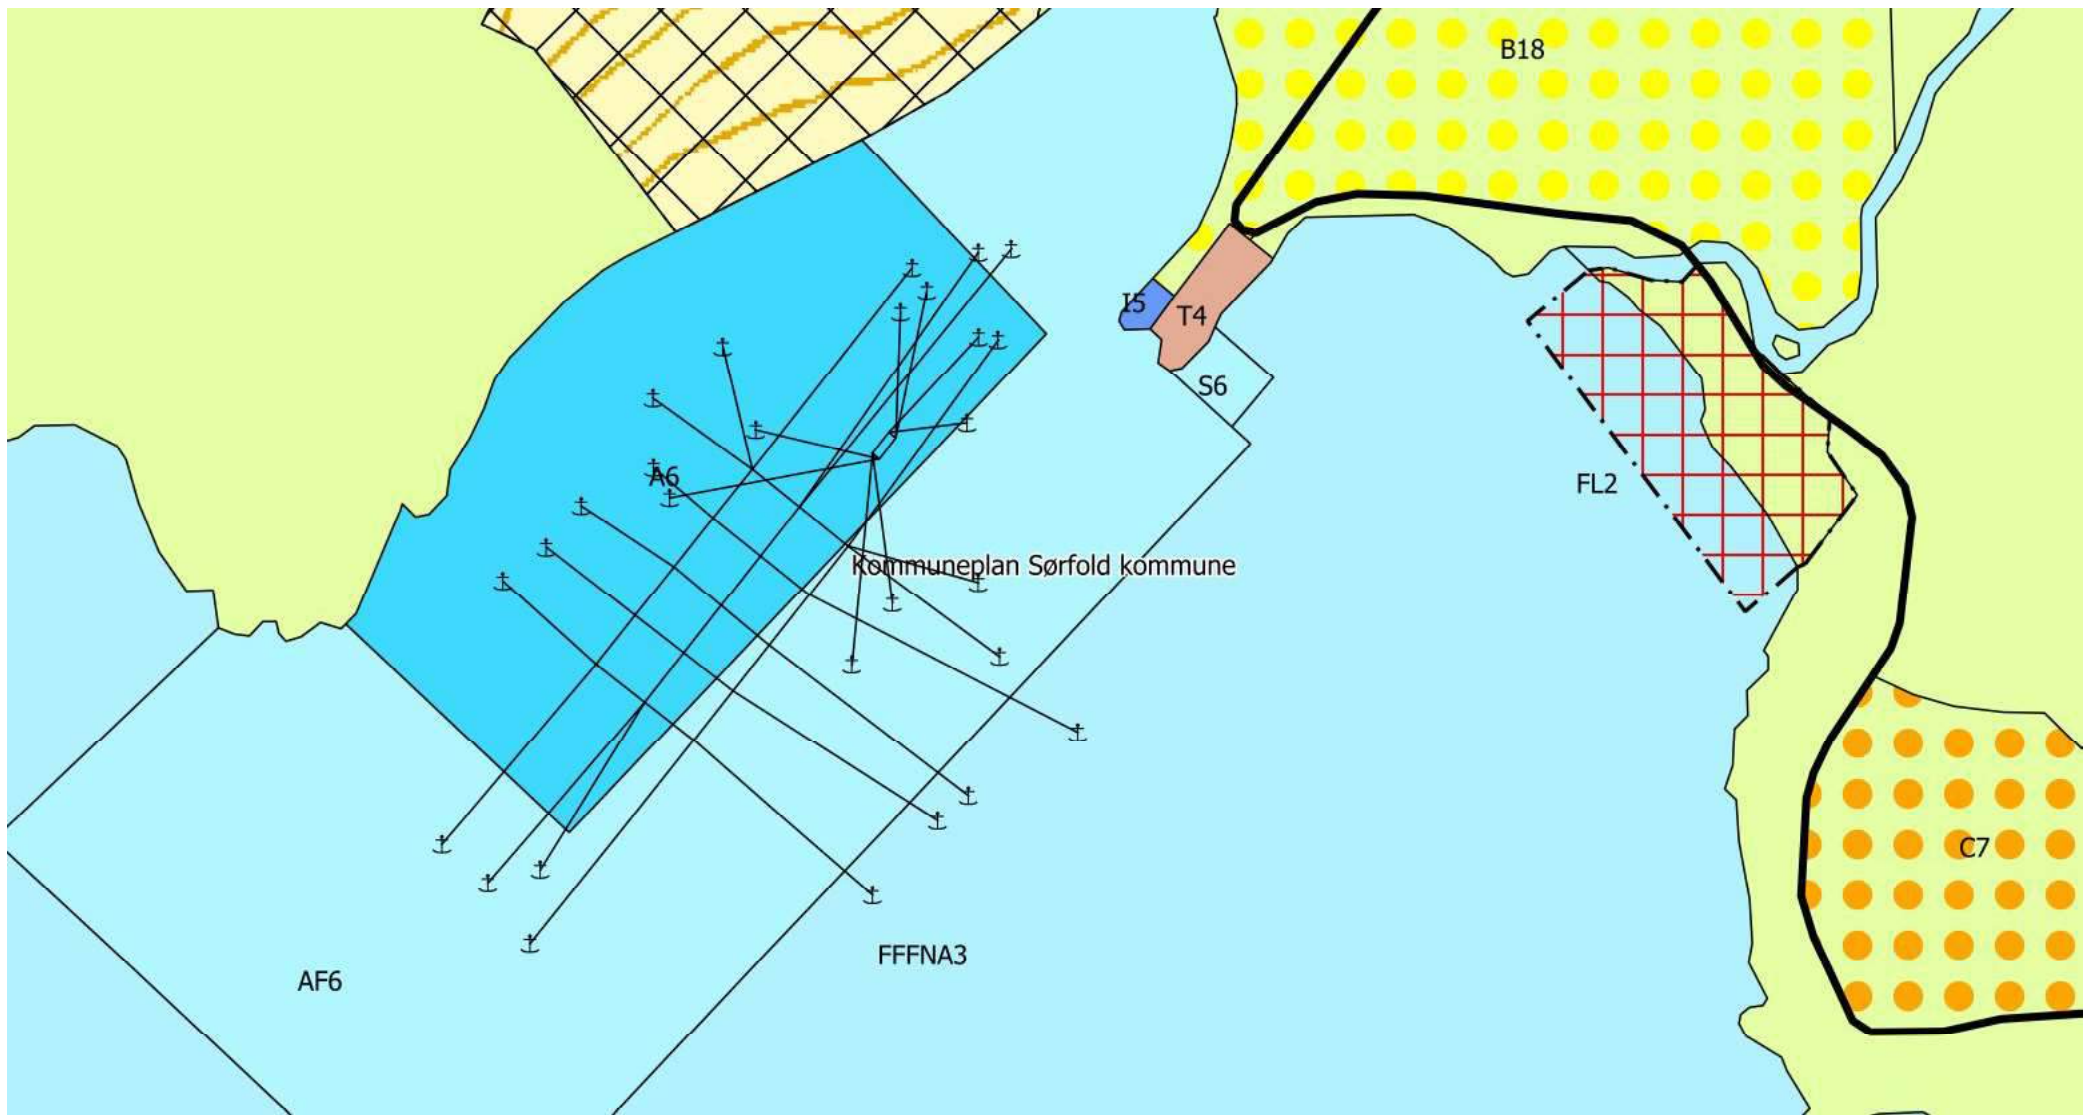 B18
I5
T4
S6
A6
FL2
Kommuneplan Sørfold kommune
C7
FFFNA3
AF6